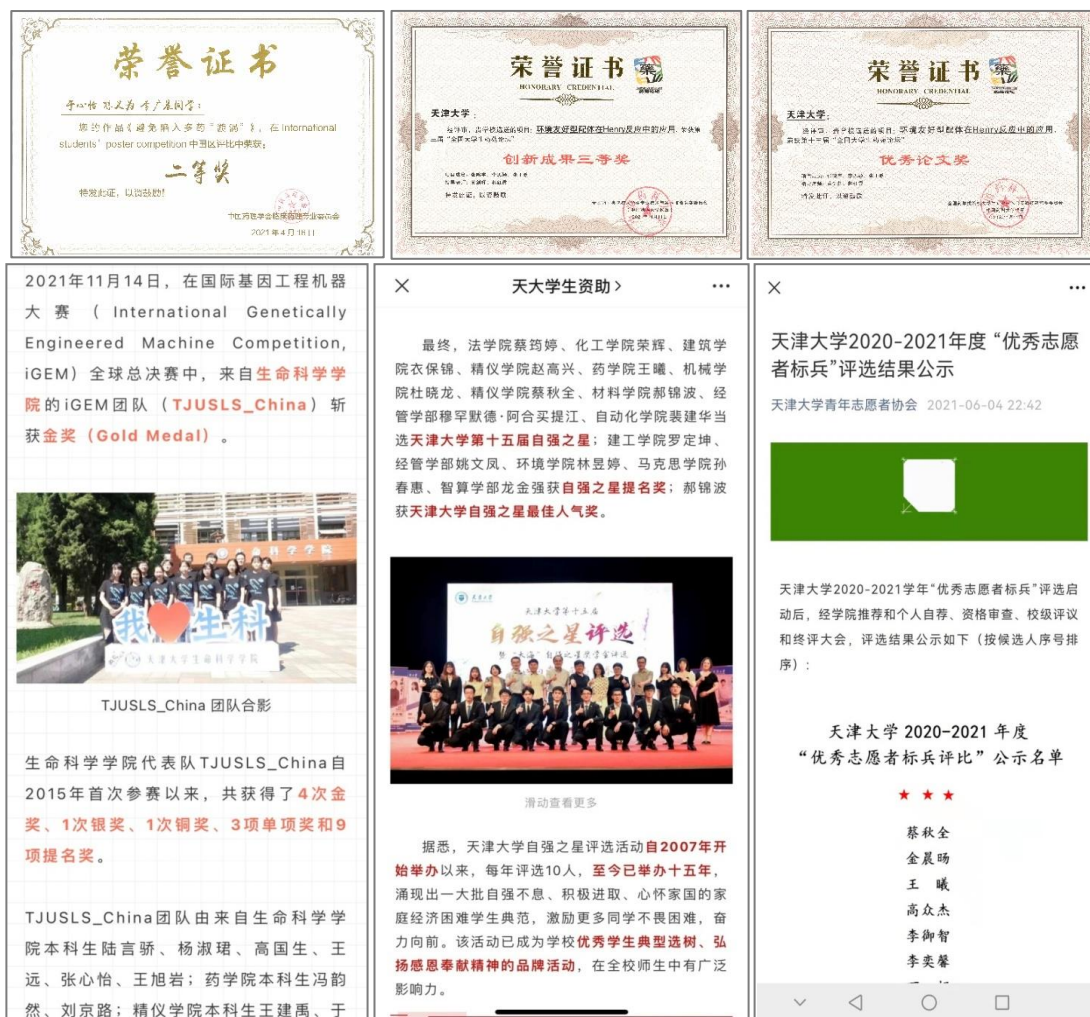 荣誉证书
您的作品《避免陷入多药“漩涡”》，在 International
students' poster competition 中国区评比中荣获：
二等奖
特发此证，以资鼓励！
2021年4月18日
荣誉证书
HONORARY CREDENTIAL
天津大学：
环境友好型配体在Henry反应中的应用
创新成果三等奖
特发此证，以资鼓励
荣誉证书
HONORARY CREDENTIAL
天津大学：
环境友好型配体在Henry反应中的应用
优秀论文奖
特发此证，以资鼓励
2021年11月14日，在国际基因工程机器
大赛（International Genetically
Engineered Machine Competition,
iGEM）全球总决赛中，来自生命科学学
院的iGEM团队（TJUSLS_China）斩
获金奖（Gold Medal）。
我 生科
天津大学生命科学学院
TJUSLS_China 团队合影
生命科学学院代表队TJUSLS_China自
2015年首次参赛以来，共获得了4次金
奖、1次银奖、1次铜奖、3项单项奖和9
项提名奖。
TJUSLS_China团队由来自生命科学学
院本科生陆言骄、杨淑珺、高国生、王
远、张心怡、王旭岩；药学院本科生冯韵
然、刘京路；精仪学院本科生王建禹、于
天大学生资助
最终，法学院蔡筠婷、化工学院荣辉、建筑学
院衣保锦、精仪学院赵高兴、药学院王曦、机械学
院杜晓龙、精仪学院蔡秋全、材料学院郝锦波、经
管学部穆罕默德·阿合买提江、自动化学院裴建华当
选天津大学第十五届自强之星；建工学院罗定坤、
经管学部姚文凤、环境学院林昱婷、马克思学院孙
春惠、智算学部龙金强获自强之星提名奖；郝锦波
获天津大学自强之星最佳人气奖。
天津大学第十五届
自强之星评选
滑动查看更多
据悉，天津大学自强之星评选活动自2007年开
始举办以来，每年评选10人，至今已举办十五年，
涌现出一大批自强不息、积极进取、心怀家国的家
庭经济困难学生典范，激励更多同学不畏困难，奋
力向前。该活动已成为学校优秀学生典型选树、弘
扬感恩奉献精神的品牌活动，在全校师生中有广泛
影响力。
天津大学2020-2021年度 “优秀志愿
者标兵”评选结果公示
天津大学青年志愿者协会 2021-06-04 22:42
天津大学2020-2021学年“优秀志愿者标兵”评选启
动后，经学院推荐和个人自荐、资格审查、校级评议
和终评大会，评选结果公示如下（按候选人序号排
序）：
天津大学 2020-2021 年度
“优秀志愿者标兵评比”公示名单
蔡秋全
金晨旸
王 曦
高众杰
李御智
李奕馨